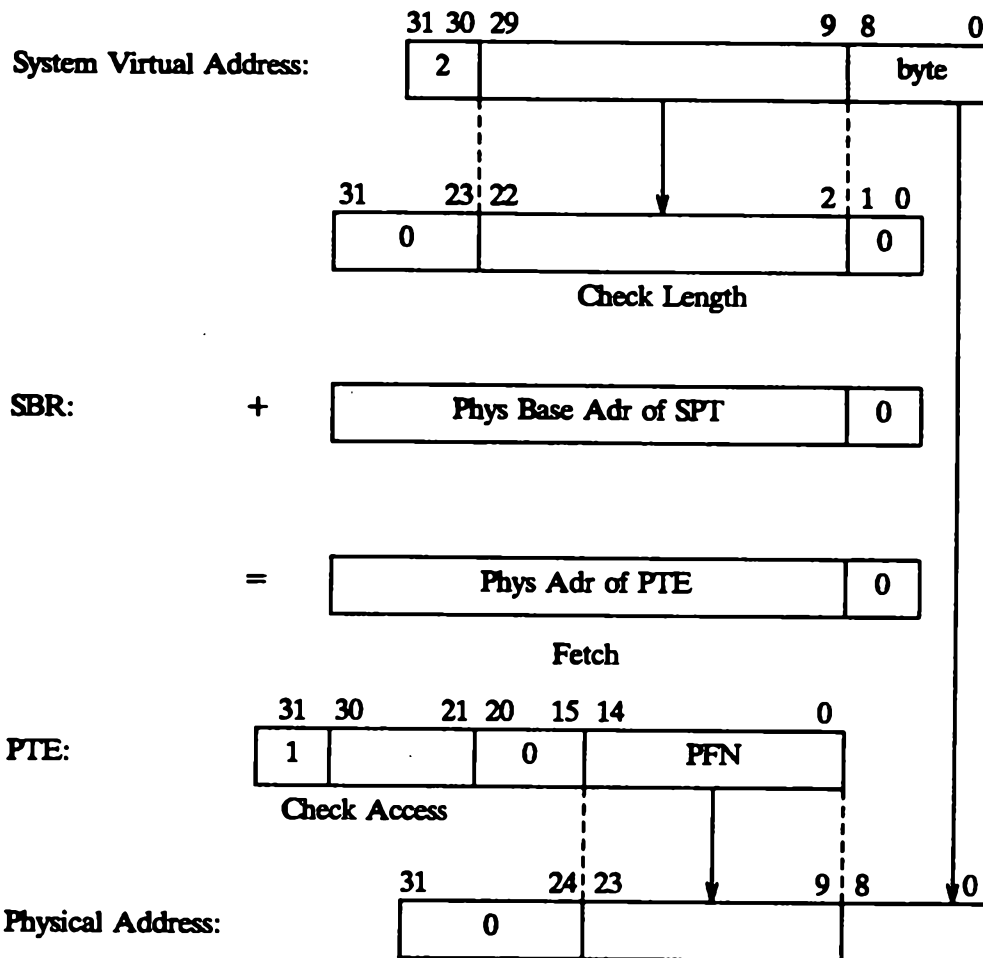 31 30 29 9 8 0
System Virtual Address: 2 byte
31 23 22 2 1 0
0 0
Check Length
SBR: + Phys Base Adr of SPT 0
= Phys Adr of PTE 0
Fetch
31 30 21 20 15 14 0
PTE: 1 0 PFN
Check Access
31 24 23 9 8 0
Physical Address: 0